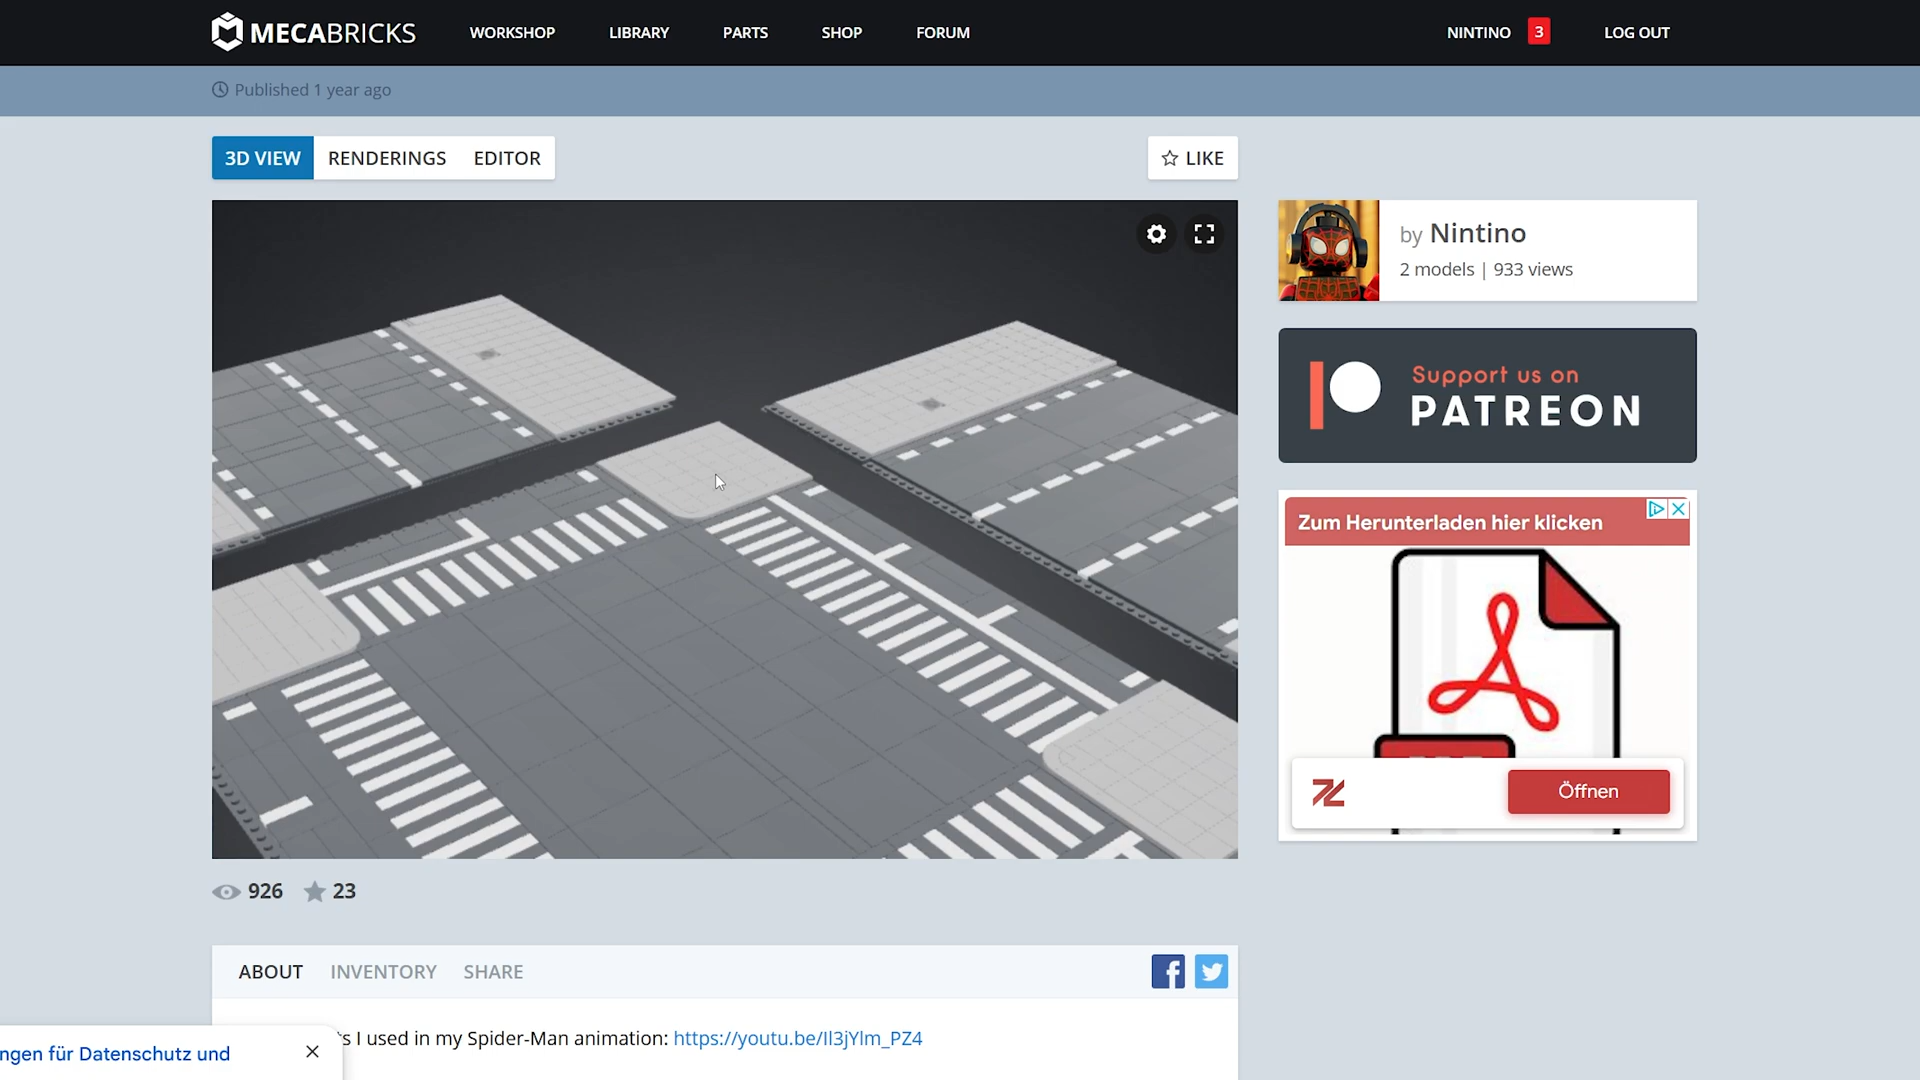 MECABRICKS WORKSHOP LIBRARY PARTS SHOP FORUM NINTINO 3 LOG OUT
Published 1 year ago
3D VIEW RENDERINGS EDITOR
LIKE
by Nintino
2 models | 933 views
Support us on
PATREON
Zum Herunterladen hier klicken
Öffnen
926 23
ABOUT INVENTORY SHARE
I used in my Spider-Man animation: https://youtu.be/Il3jYlm_PZ4
ngen für Datenschutz und